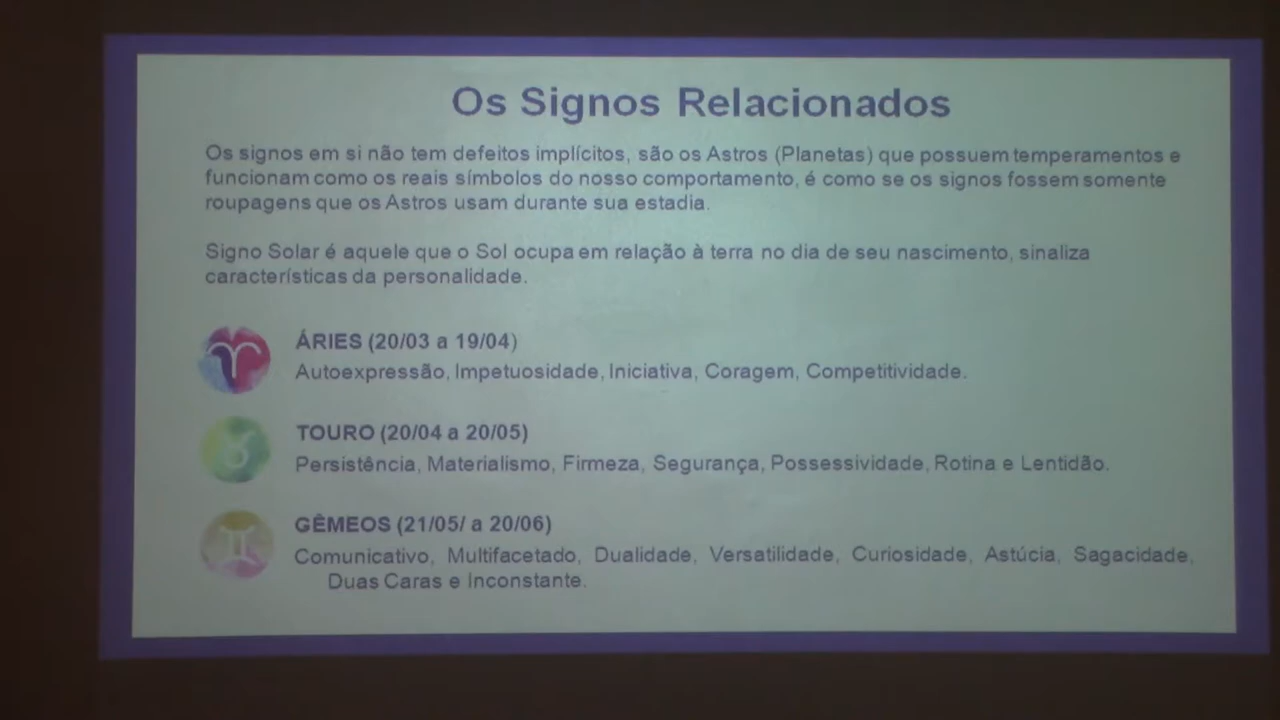 Os Signos Relacionados
Os signos em si não tem defeitos implícitos, são os Astros (Planetas) que possuem temperamentos e
funcionam como os reais símbolos do nosso comportamento, é como se os signos fossem somente
roupagens que os Astros usam durante sua estadia.
Signo Solar é aquele que o Sol ocupa em relação à terra no dia de seu nascimento, sinaliza
características da personalidade.
ÁRIES (20/03 a 19/04)
Autoexpressão, Impetuosidade, Iniciativa, Coragem, Competitividade.
TOURO (20/04 a 20/05)
Persistência, Materialismo, Firmeza, Segurança, Possessividade, Rotina e Lentidão.
GÊMEOS (21/05/ a 20/06)
Comunicativo, Multifacetado, Dualidade, Versatilidade, Curiosidade, Astúcia, Sagacidade,
Duas Caras e Inconstante.